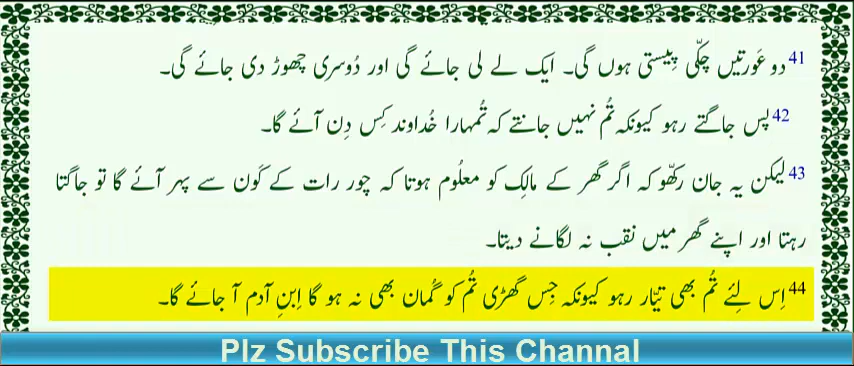 41 دو عَورتیں چکّی پِیستی ہوں گی۔ ایک لے لی جائے گی اور دُوسری چھوڑ دی جائے گی۔
42 پس جاگتے رہو کیونکہ تُم نہیں جانتے کہ تُمہارا خُداوند کِس دِن آئے گا۔
43 لیکن یہ جان رکھّو کہ اگر گھر کے مالِک کو معلُوم ہوتا کہ چور رات کے کَون سے پہر آئے گا تو جاگتا
رہتا اور اپنے گھر میں نقب نہ لگانے دیتا۔
44 اِس لِئے تُم بھی تیّار رہو کیونکہ جِس گھڑی تُم کو گُمان بھی نہ ہو گا اِبنِ آدم آ جائے گا۔
Plz Subscribe This Channal